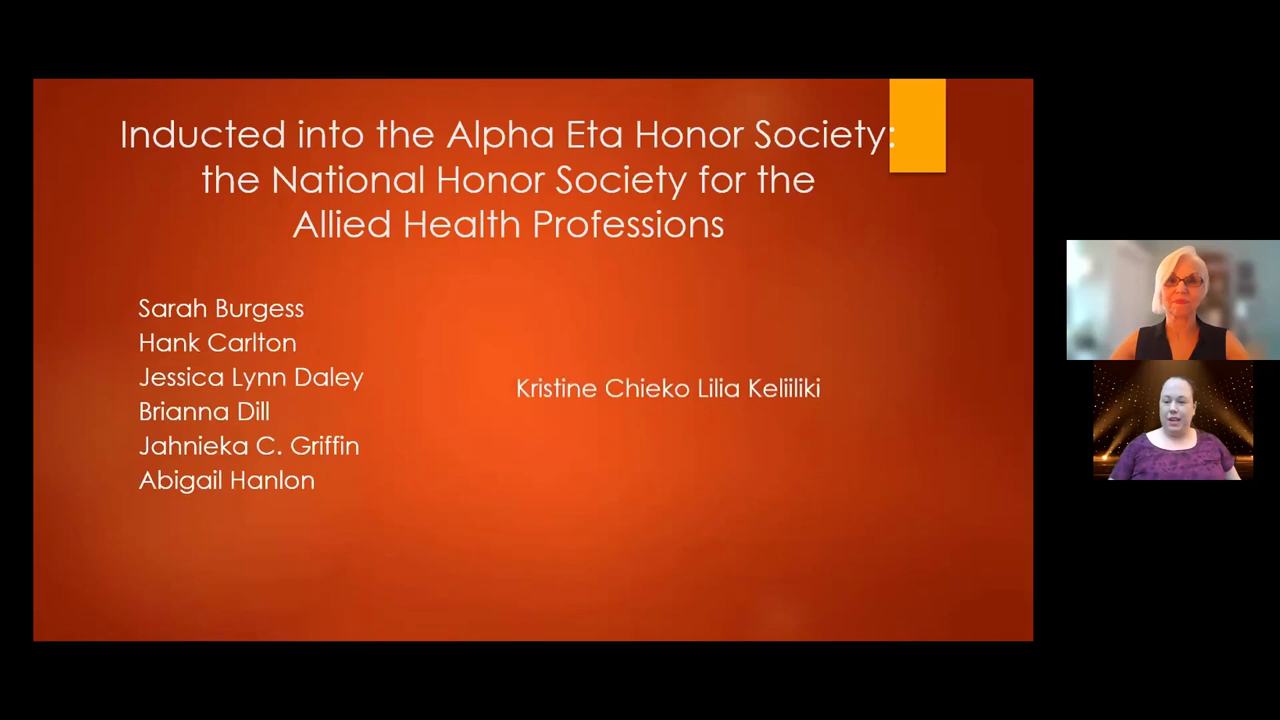 Inducted into the Alpha Eta Honor Society:
the National Honor Society for the
Allied Health Professions
Sarah Burgess
Hank Carlton
Jessica Lynn Daley
Brianna Dill
Jahnieka C. Griffin
Abigail Hanlon
Kristine Chieko Lilia Keliiliki